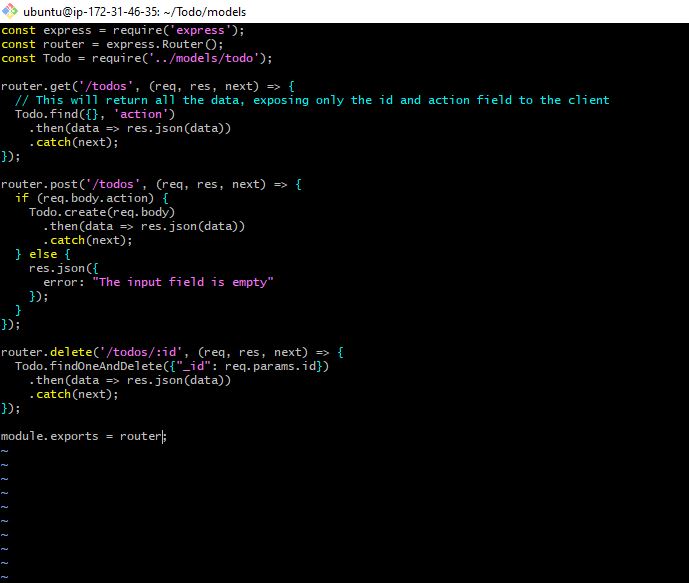 ubuntu@ip-172-31-46-35: ~/Todo/models
const express = require('express');
const router = express.Router();
const Todo = require('../models/todo');

router.get('/todos', (req, res, next) => {
  // This will return all the data, exposing only the id and action field to the client
  Todo.find({}, 'action')
    .then(data => res.json(data))
    .catch(next);
});

router.post('/todos', (req, res, next) => {
  if (req.body.action) {
    Todo.create(req.body)
      .then(data => res.json(data))
      .catch(next);
  } else {
    res.json({
      error: "The input field is empty"
    });
  }
});

router.delete('/todos/:id', (req, res, next) => {
  Todo.findOneAndDelete({"_id": req.params.id})
    .then(data => res.json(data))
    .catch(next);
});

module.exports = router;
~
~
~
~
~
~
~
~
~
~